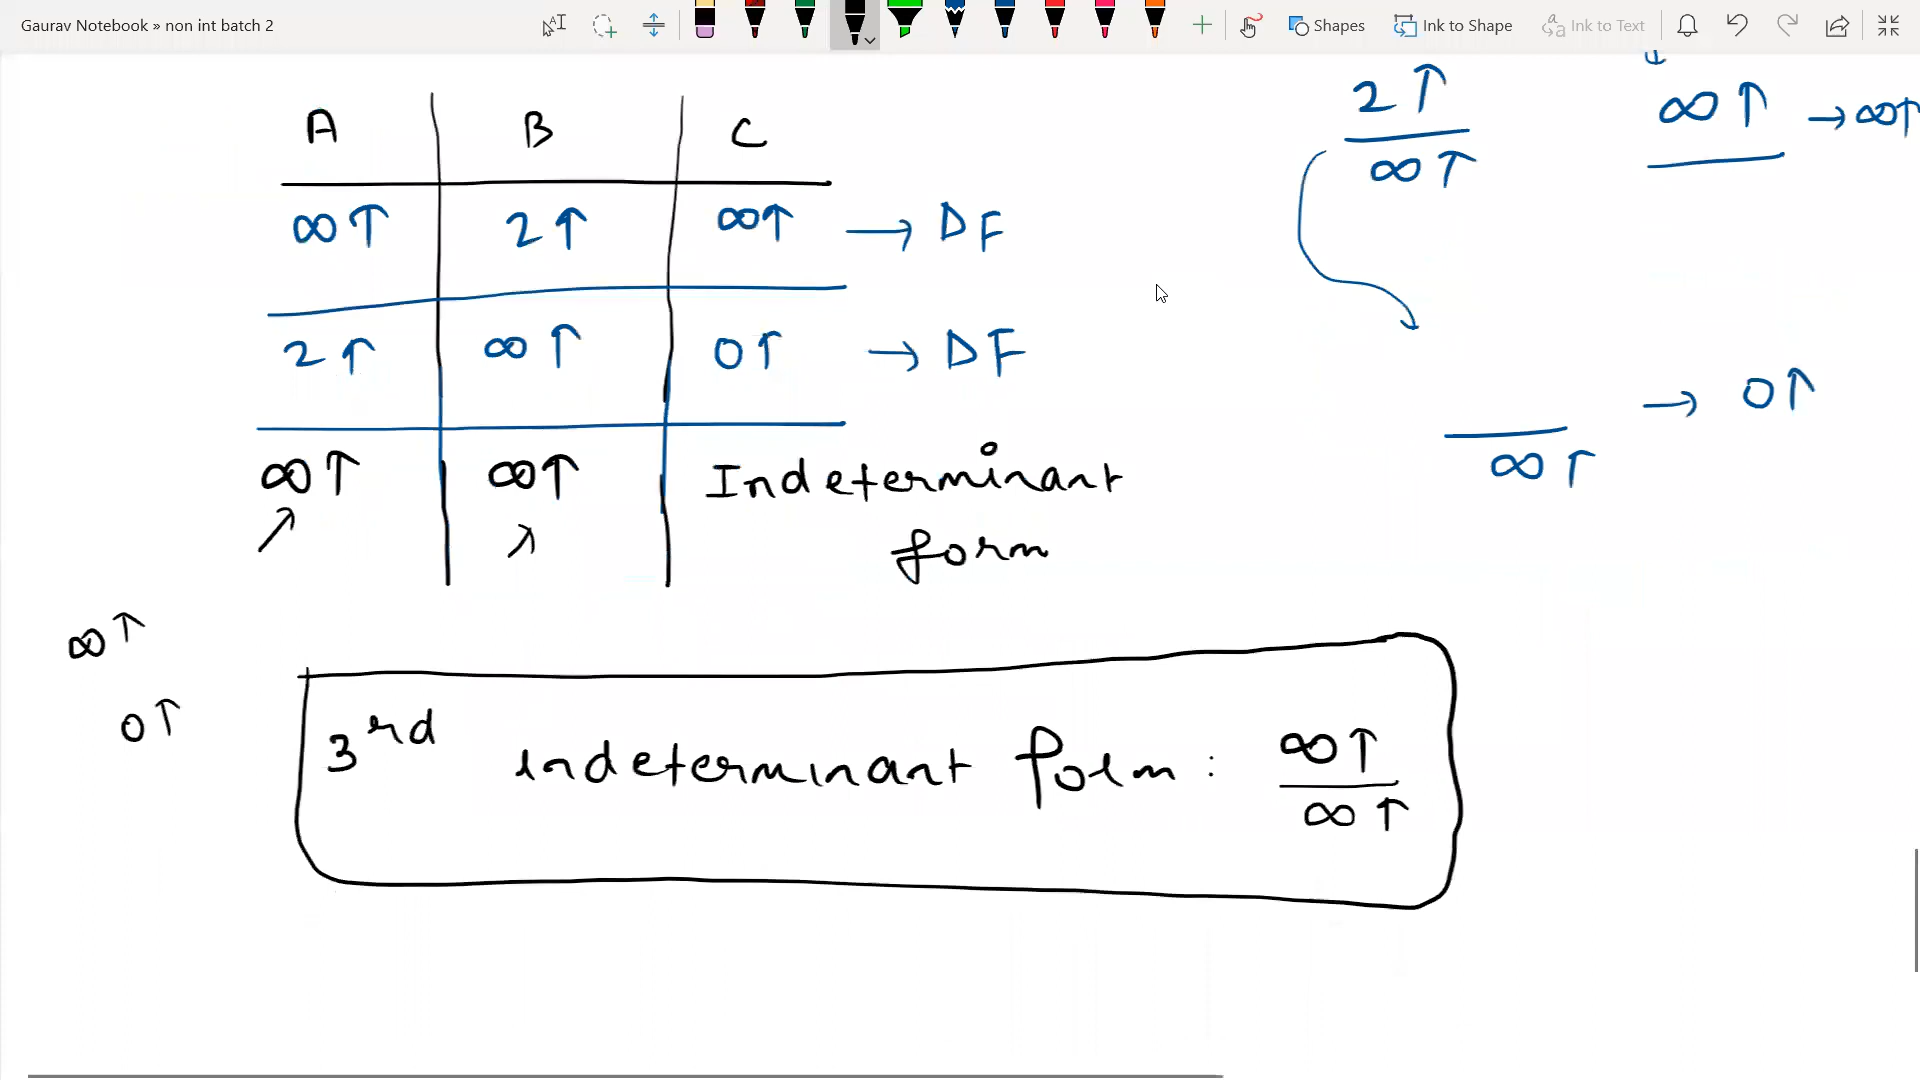 Gaurav Notebook » non int batch 2
Shapes
Ink to Shape
Ink to Text
A B C
∞↑ 2↑ ∞↑ → DF
2↑ ∞↑ 0↑ → DF
∞↑ ∞↑ Indeterminant
form
2↑
∞↑
∞↑ → ∞↑
∞↑ → 0↑
∞↑
0↑
3rd indeterminant form : ∞↑
∞↑